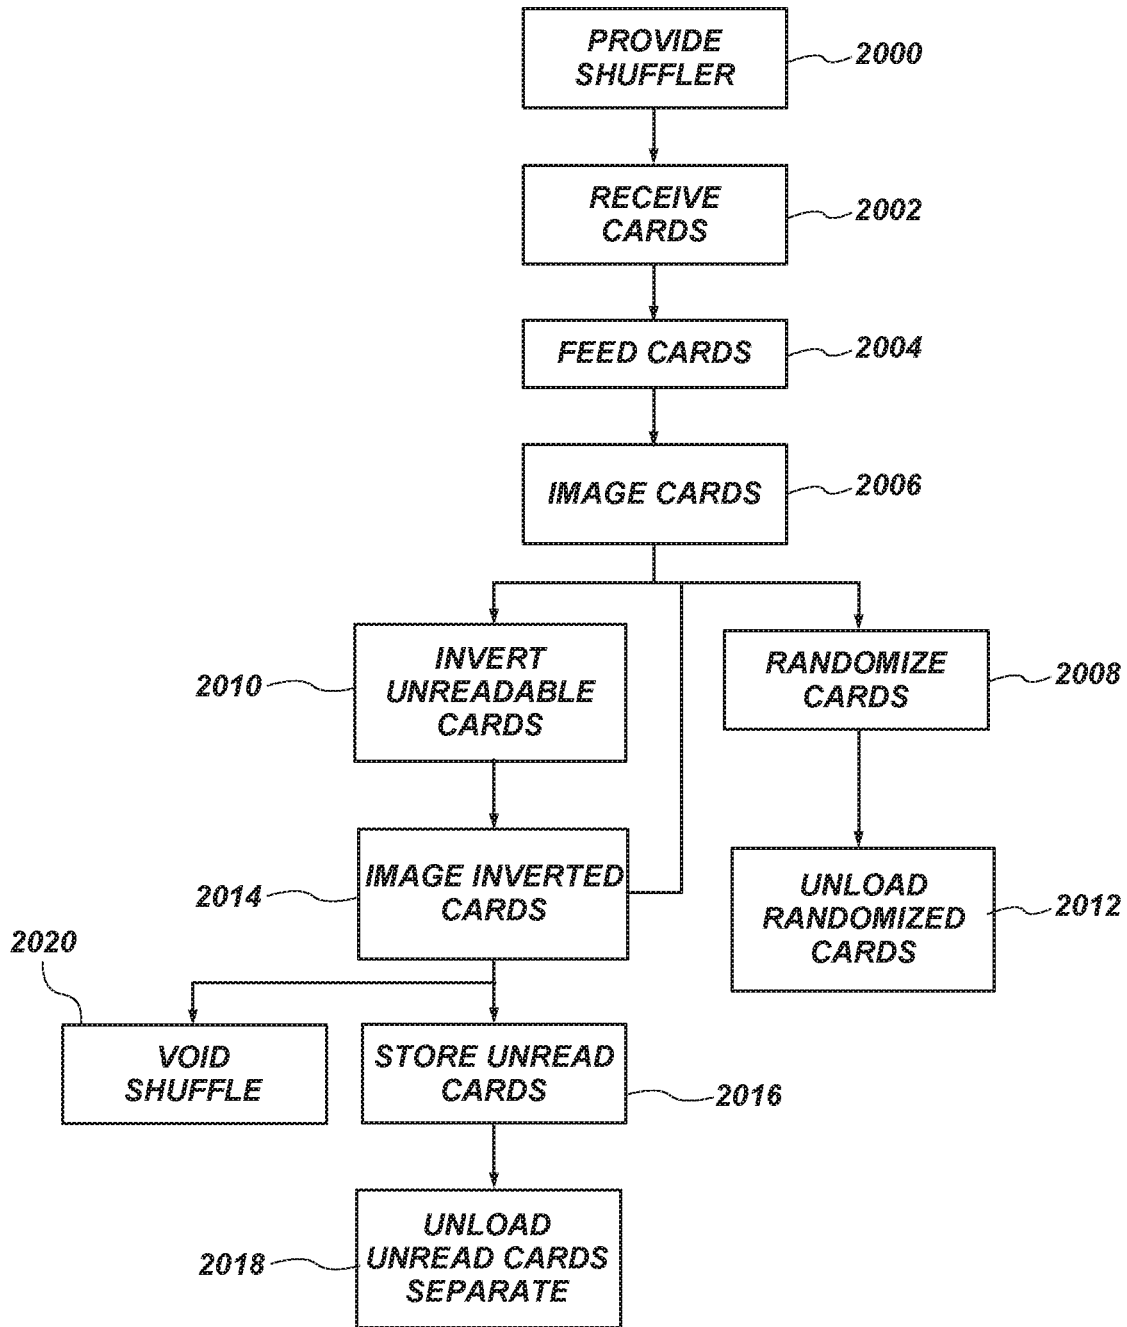 PROVIDE
SHUFFLER
2000
RECEIVE
CARDS
2002
FEED CARDS
2004
IMAGE CARDS
2006
INVERT
UNREADABLE
CARDS
2010
RANDOMIZE
CARDS
2008
IMAGE INVERTED
CARDS
2014
UNLOAD
RANDOMIZED
CARDS
2012
2020
VOID
SHUFFLE
STORE UNREAD
CARDS
2016
UNLOAD
UNREAD CARDS
SEPARATE
2018